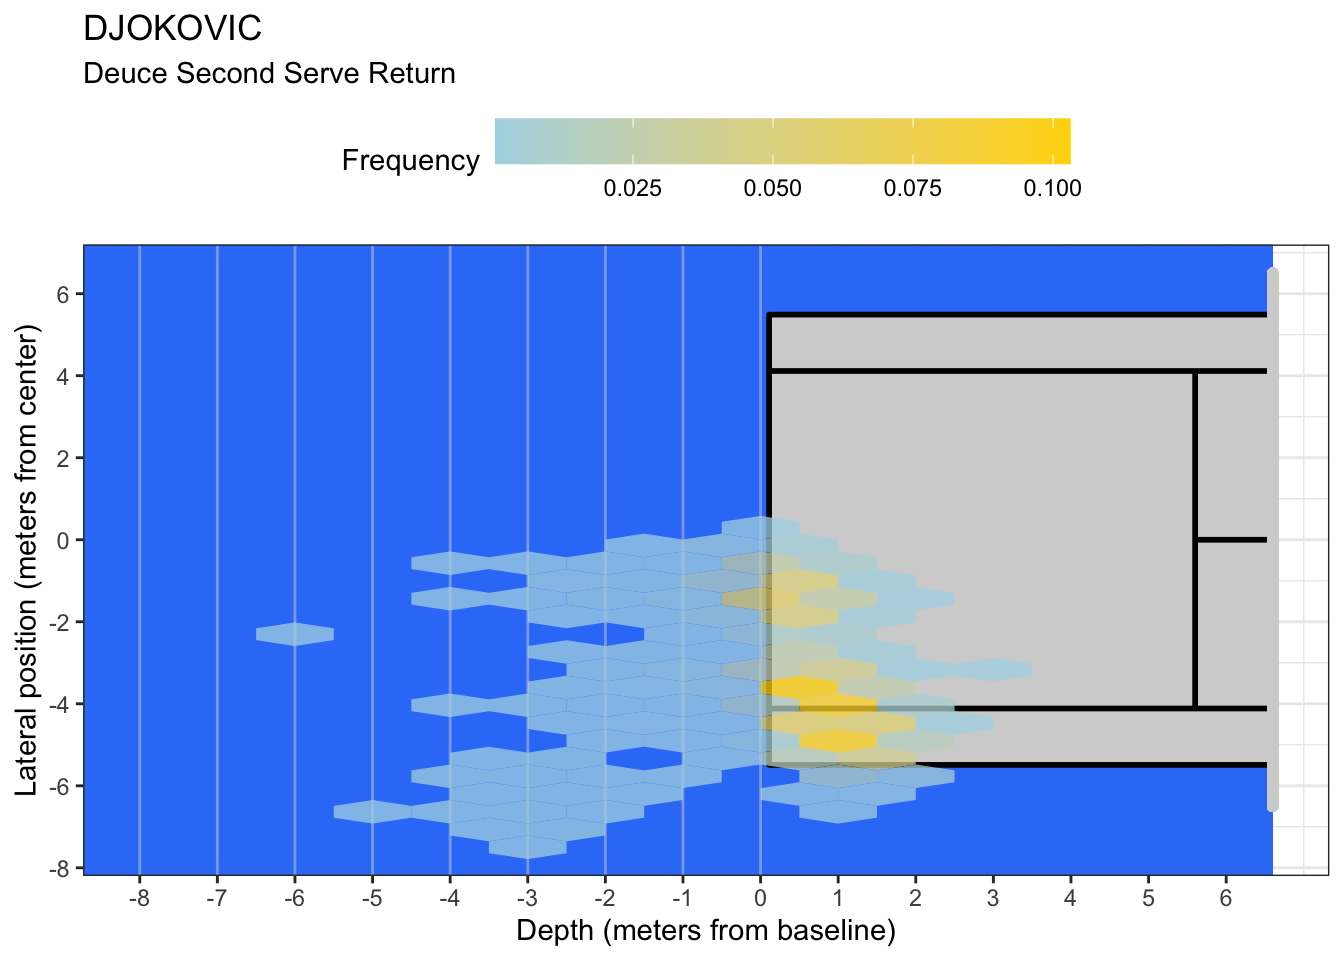 DJOKOVIC
Deuce Second Serve Return
Frequency
0.025 0.050 0.075 0.100
Lateral position (meters from center)
6
4
2
0
-2
-4
-6
-8
-8 -7 -6 -5 -4 -3 -2 -1 0 1 2 3 4 5 6
Depth (meters from baseline)